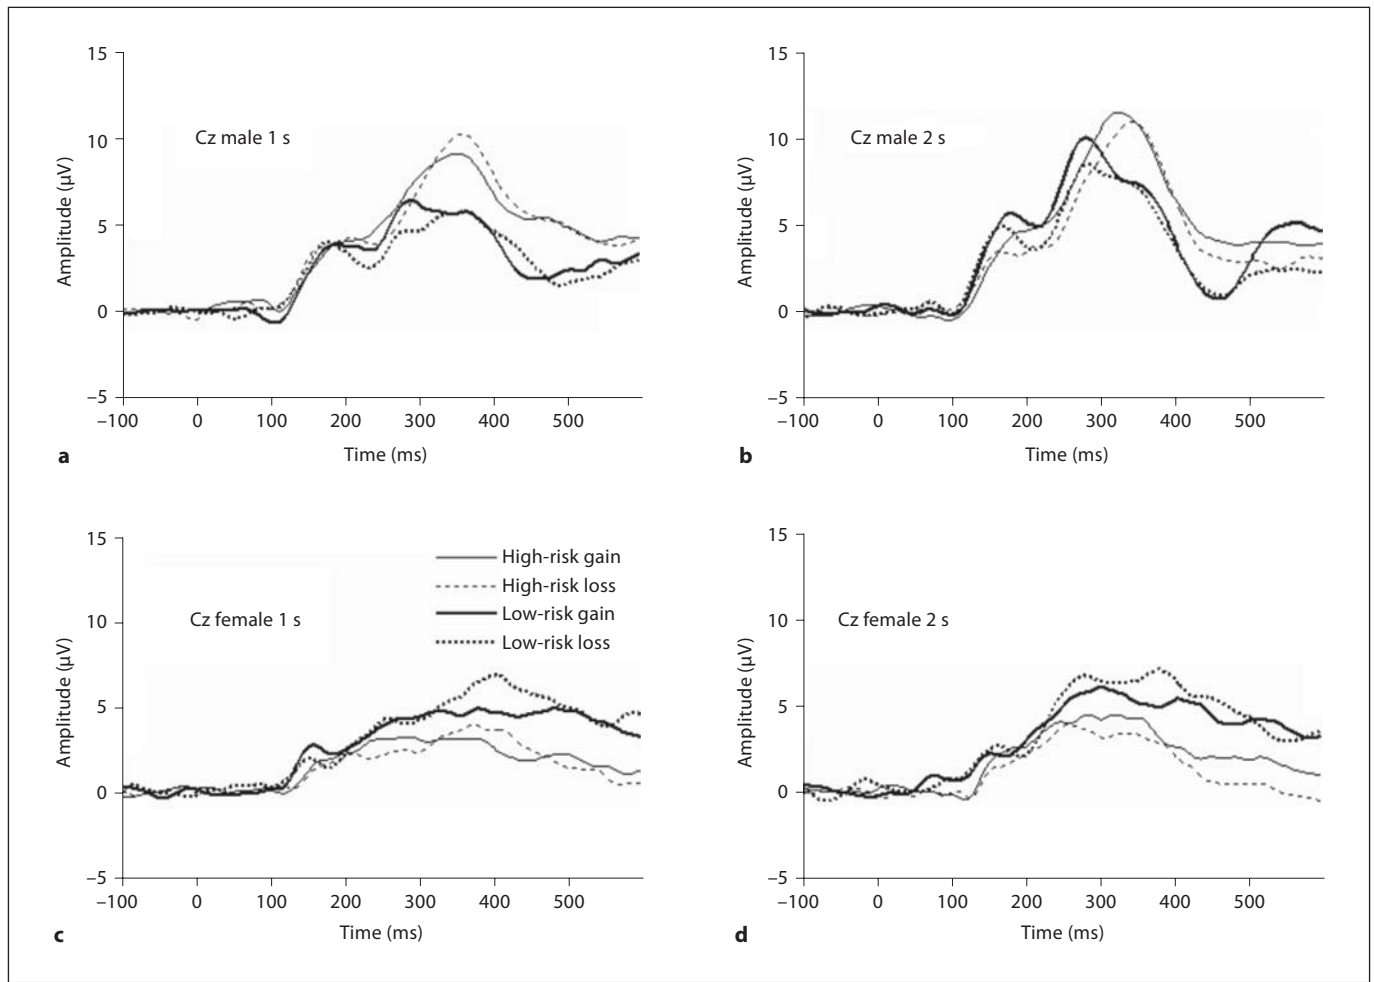 15
10
5
0
−5
Amplitude (µV)
Cz male 1 s
−100 0 100 200 300 400 500
Time (ms)
a
15
10
5
0
−5
Amplitude (µV)
Cz male 2 s
−100 0 100 200 300 400 500
Time (ms)
b
15
10
5
0
−5
Amplitude (µV)
Cz female 1 s
High-risk gain
High-risk loss
Low-risk gain
Low-risk loss
−100 0 100 200 300 400 500
Time (ms)
c
15
10
5
0
−5
Amplitude (µV)
Cz female 2 s
−100 0 100 200 300 400 500
Time (ms)
d